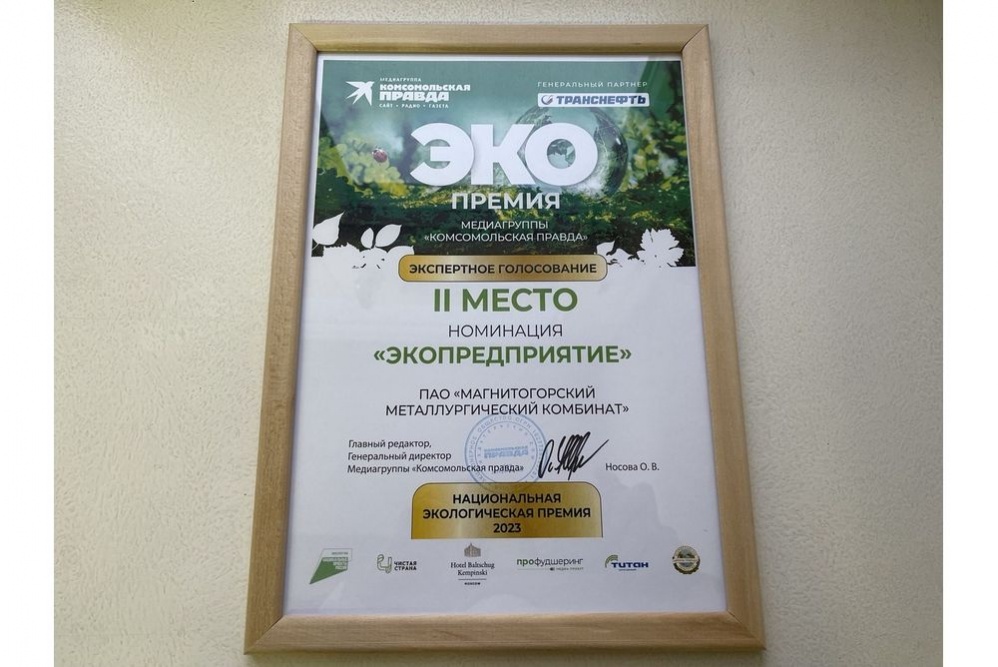 МЕДИАГРУППА
КОМСОМОЛЬСКАЯ
ПРАВДА
САЙТ • РАДИО • ГАЗЕТА
ГЕНЕРАЛЬНЫЙ ПАРТНЕР
ТРАНСНЕФТЬ
ЭКО
ПРЕМИЯ
МЕДИАГРУППЫ
«КОМСОМОЛЬСКАЯ ПРАВДА»
ЭКСПЕРТНОЕ ГОЛОСОВАНИЕ
II МЕСТО
НОМИНАЦИЯ
«ЭКОПРЕДПРИЯТИЕ»
ПАО «МАГНИТОГОРСКИЙ
МЕТАЛЛУРГИЧЕСКИЙ КОМБИНАТ»
Главный редактор,
Генеральный директор
Медиагруппы «Комсомольская правда»
Носова О. В.
НАЦИОНАЛЬНАЯ
ЭКОЛОГИЧЕСКАЯ ПРЕМИЯ
2023
ЧИСТАЯ
СТРАНА
Hotel Baltschug
Kempinski
MOSCOW
профудшеринг
ТИТАН